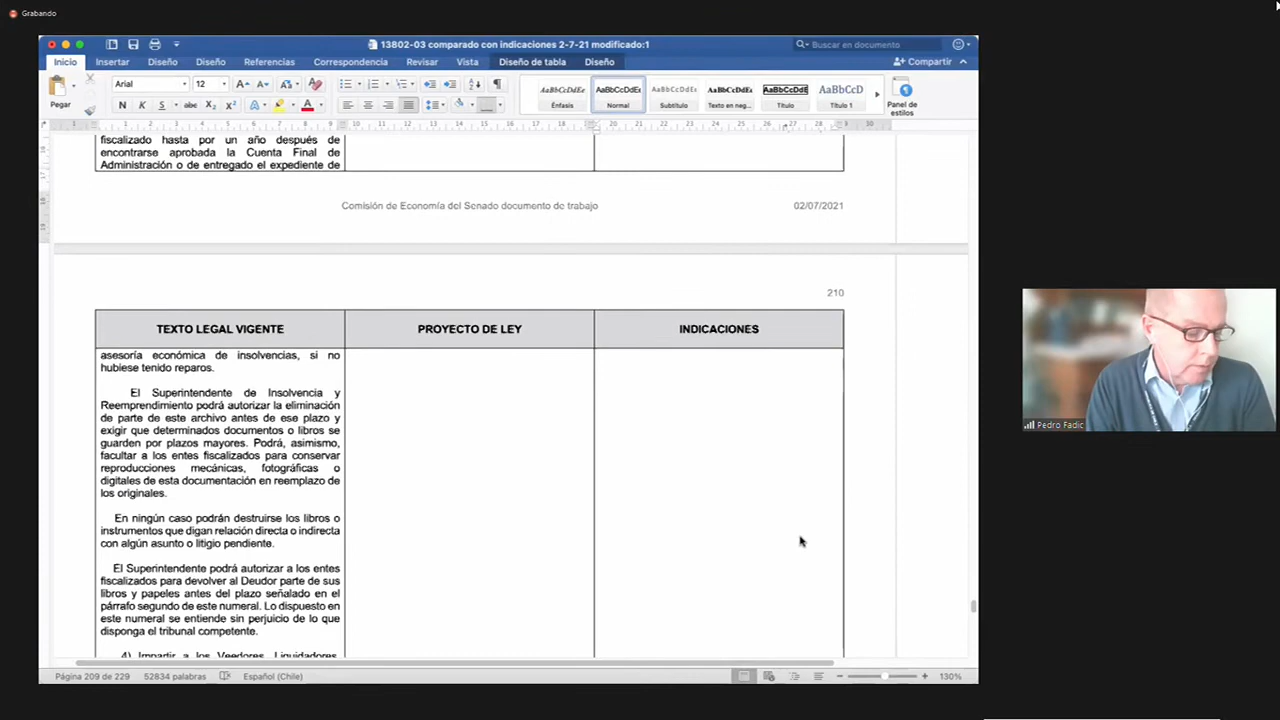 Grabando
13802-03 comparado con indicaciones 2-7-21 modificado:1
Buscar en documento
Inicio Insertar Diseño Diseño Referencias Correspondencia Revisar Vista Diseño de tabla Diseño Compartir
Pegar
Arial 12
N K S abc X₂ X²
AaBbCcDdEe AaBbCcDdEe AaBbCcDdEe AaBbCcDdEe AaBbCcDdE AaBbCcD
Énfasis Normal Subtítulo Texto en neg... Título Título 1
Panel de
estilos
fiscalizado hasta por un año después de
encontrarse aprobada la Cuenta Final de
Administración o de entregado el expediente de
Comisión de Economía del Senado documento de trabajo 02/07/2021
210
TEXTO LEGAL VIGENTE PROYECTO DE LEY INDICACIONES
asesoría económica de insolvencias, si no
hubiese tenido reparos.
El Superintendente de Insolvencia y
Reemprendimiento podrá autorizar la eliminación
de parte de este archivo antes de ese plazo y
exigir que determinados documentos o libros se
guarden por plazos mayores. Podrá, asimismo,
facultar a los entes fiscalizados para conservar
reproducciones mecánicas, fotográficas o
digitales de esta documentación en reemplazo de
los originales.
En ningún caso podrán destruirse los libros o
instrumentos que digan relación directa o indirecta
con algún asunto o litigio pendiente.
El Superintendente podrá autorizar a los entes
fiscalizados para devolver al Deudor parte de sus
libros y papeles antes del plazo señalado en el
párrafo segundo de este numeral. Lo dispuesto en
este numeral se entiende sin perjuicio de lo que
disponga el tribunal competente.
4) Impartir a los Veedores, Liquidadores,
Página 209 de 229 52834 palabras Español (Chile) 130%
Pedro Fadic